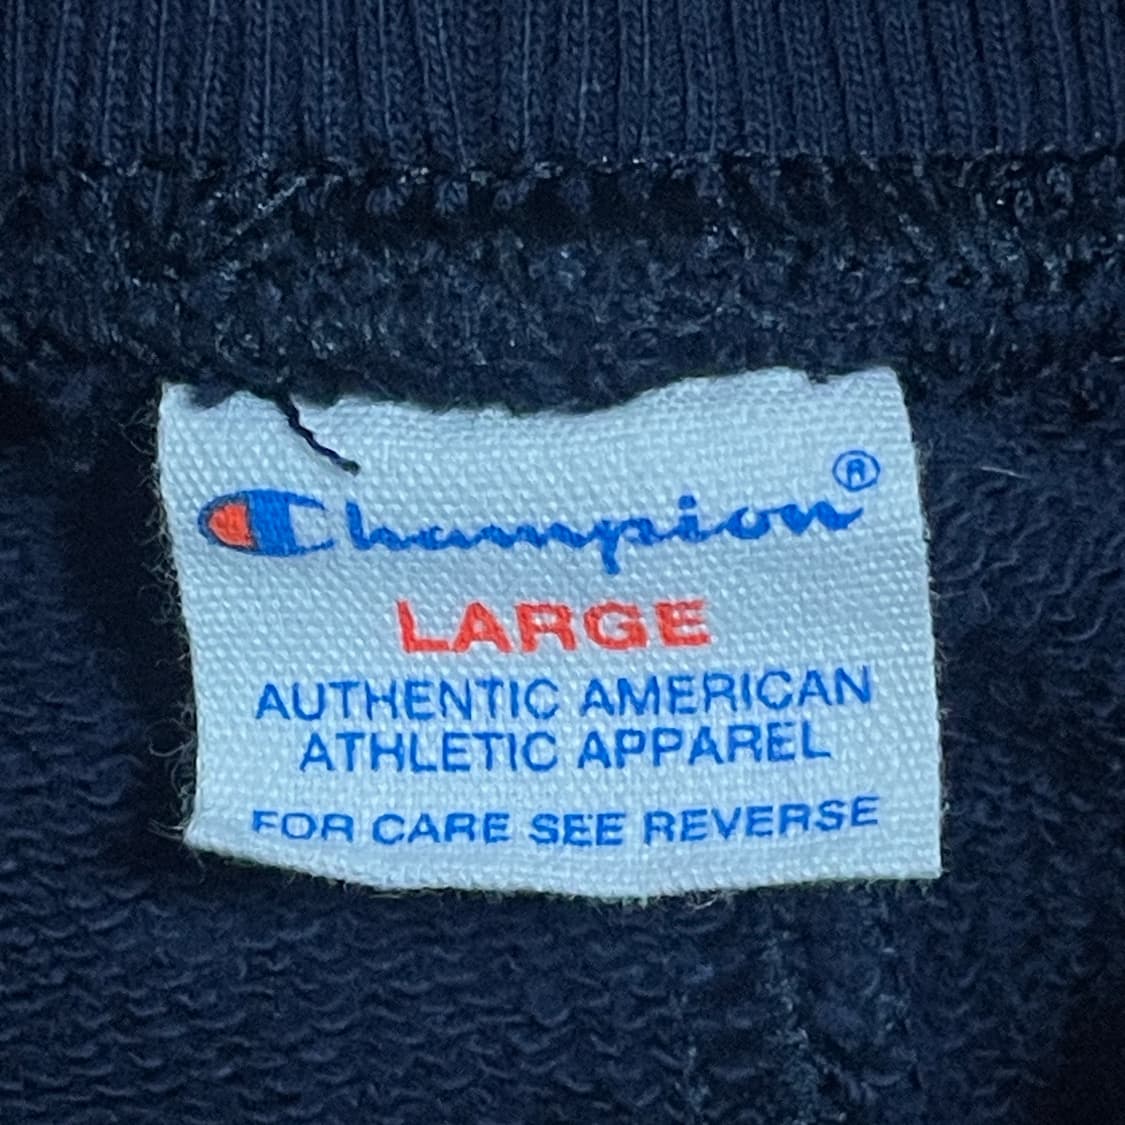 Champion®
LARGE
AUTHENTIC AMERICAN
ATHLETIC APPAREL
FOR CARE SEE REVERSE